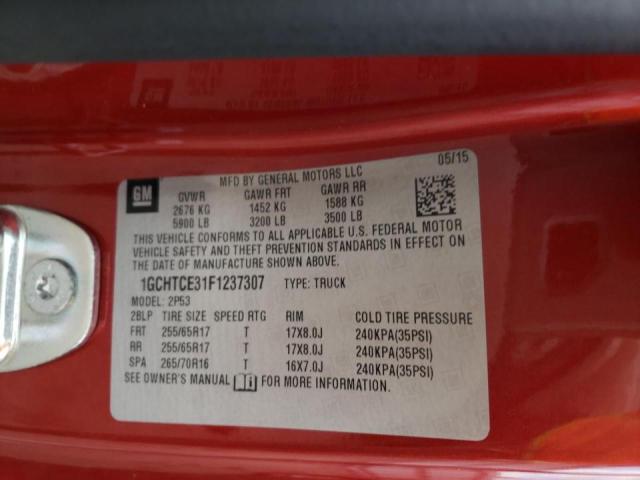 GM
MFD BY GENERAL MOTORS LLC
05/15
GVWR GAWR FRT GAWR RR
2676 KG 1452 KG 1588 KG
5900 LB 3200 LB 3500 LB
THIS VEHICLE CONFORMS TO ALL APPLICABLE U.S. FEDERAL MOTOR
VEHICLE SAFETY AND THEFT PREVENTION STANDARDS IN EFFECT ON
THE DATE OF MANUFACTURE SHOWN ABOVE.
1GCHTCE31F1237307 TYPE: TRUCK
MODEL: 2P53
2BLP TIRE SIZE SPEED RTG RIM COLD TIRE PRESSURE
FRT 255/65R17 T 17X8.0J 240KPA(35PSI)
RR 255/65R17 T 17X8.0J 240KPA(35PSI)
SPA 265/70R16 T 16X7.0J 240KPA(35PSI)
SEE OWNER'S MANUAL FOR MORE INFORMATION.